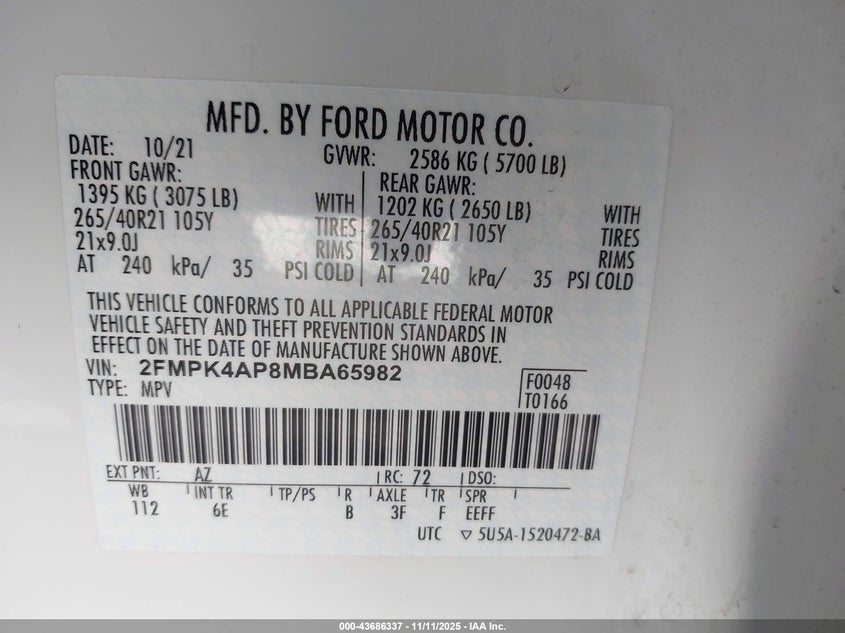 MFD. BY FORD MOTOR CO.
DATE: 10/21 GVWR: 2586 KG ( 5700 LB)
FRONT GAWR: REAR GAWR:
1395 KG ( 3075 LB) WITH 1202 KG ( 2650 LB) WITH
265/40R21 105Y TIRES 265/40R21 105Y TIRES
21x9.0J RIMS 21x9.0J RIMS
AT 240 kPa/ 35 PSI COLD AT 240 kPa/ 35 PSI COLD
THIS VEHICLE CONFORMS TO ALL APPLICABLE FEDERAL MOTOR
VEHICLE SAFETY AND THEFT PREVENTION STANDARDS IN
EFFECT ON THE DATE OF MANUFACTURE SHOWN ABOVE.
VIN: 2FMPK4AP8MBA65982 F0048
TYPE: MPV T0166
EXT PNT: AZ RC: 72 DSO:
WB INT TR TP/PS R AXLE TR SPR
112 6E B 3F F EEFF
UTC ▽ 5U5A-1520472-BA
000-43686337 - 11/11/2025 - IAA Inc.